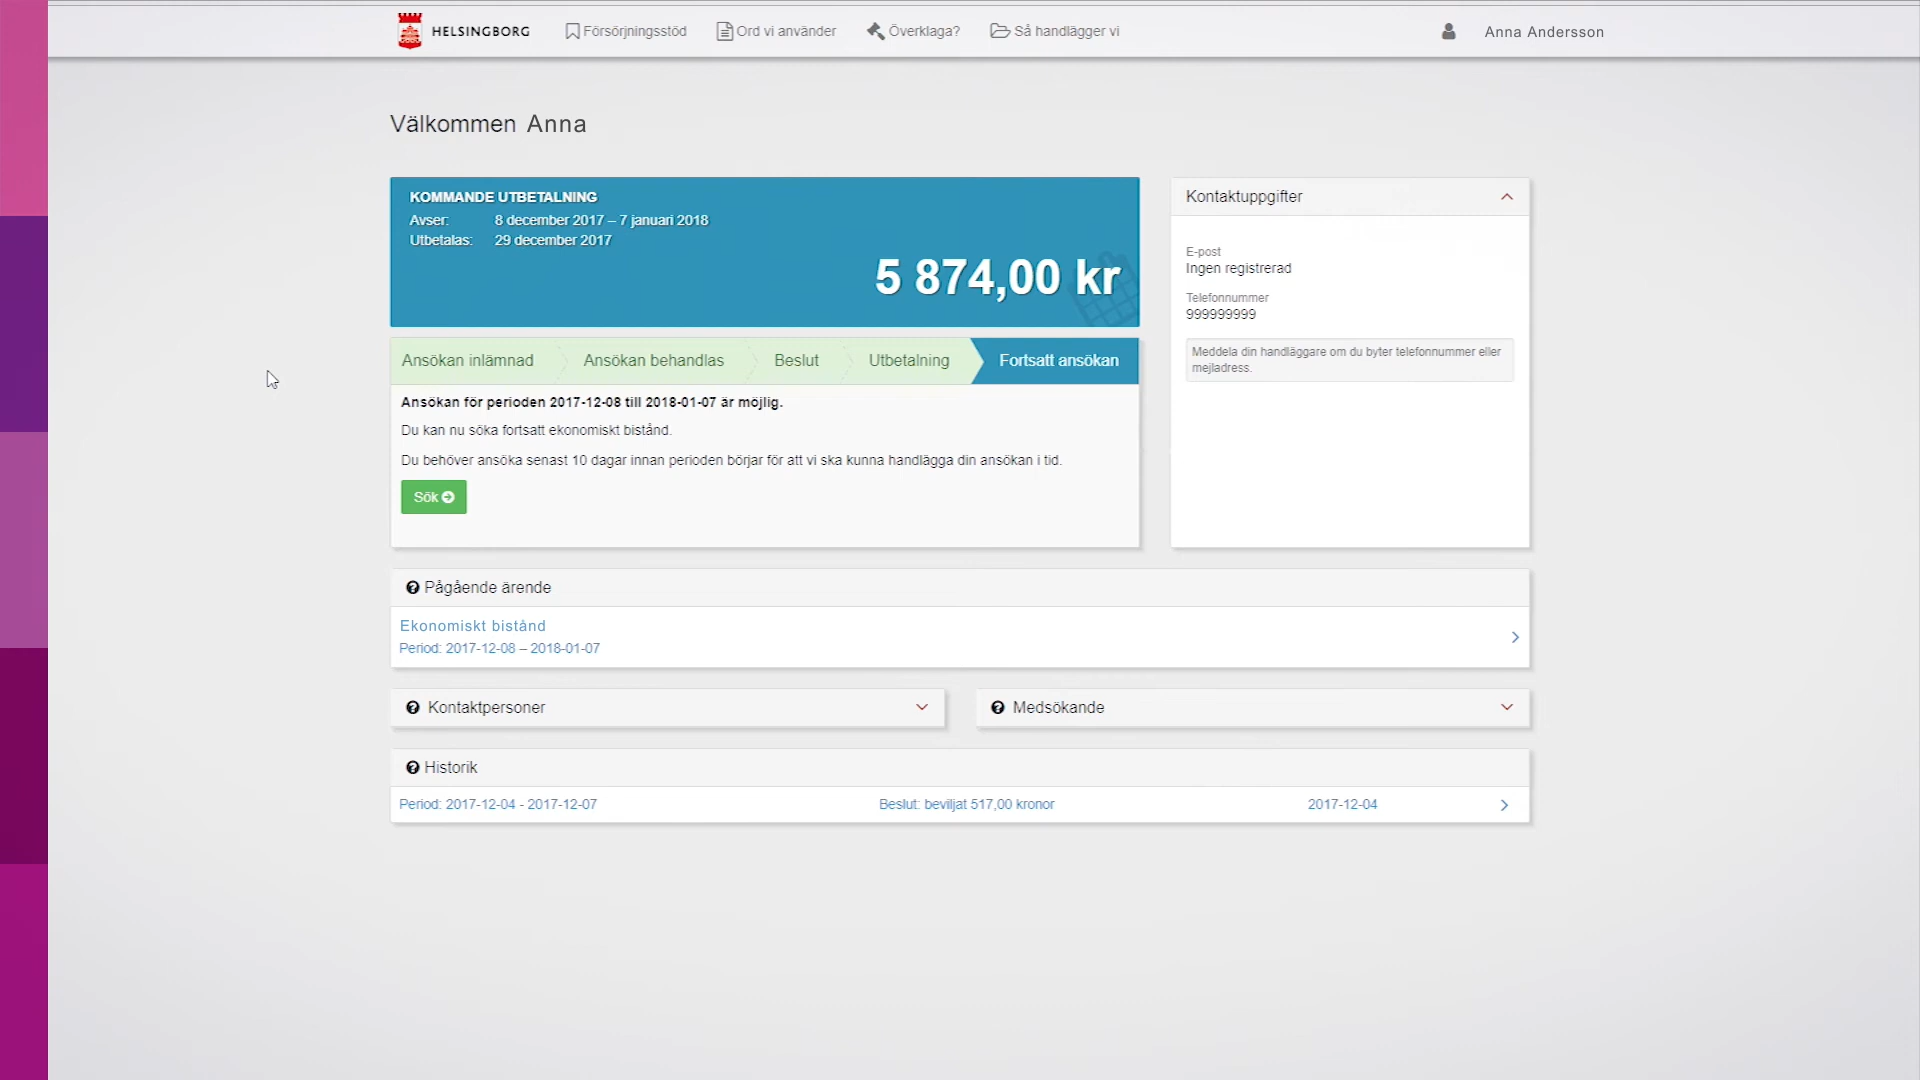 HELSINGBORG
Försörjningsstöd
Ord vi använder
Överklaga?
Så handlägger vi
Anna Andersson
Välkommen Anna
KOMMANDE UTBETALNING
Avser: 8 december 2017 – 7 januari 2018
Utbetalas: 29 december 2017
5 874,00 kr
Ansökan inlämnad
Ansökan behandlas
Beslut
Utbetalning
Fortsatt ansökan
Ansökan för perioden 2017-12-08 till 2018-01-07 är möjlig.
Du kan nu söka fortsatt ekonomiskt bistånd.
Du behöver ansöka senast 10 dagar innan perioden börjar för att vi ska kunna handlägga din ansökan i tid.
Sök
Kontaktuppgifter
E-post
Ingen registrerad
Telefonnummer
999999999
Meddela din handläggare om du byter telefonnummer eller
mejladress.
Pågående ärende
Ekonomiskt bistånd
Period: 2017-12-08 – 2018-01-07
Kontaktpersoner
Medsökande
Historik
Period: 2017-12-04 - 2017-12-07
Beslut: beviljat 517,00 kronor
2017-12-04